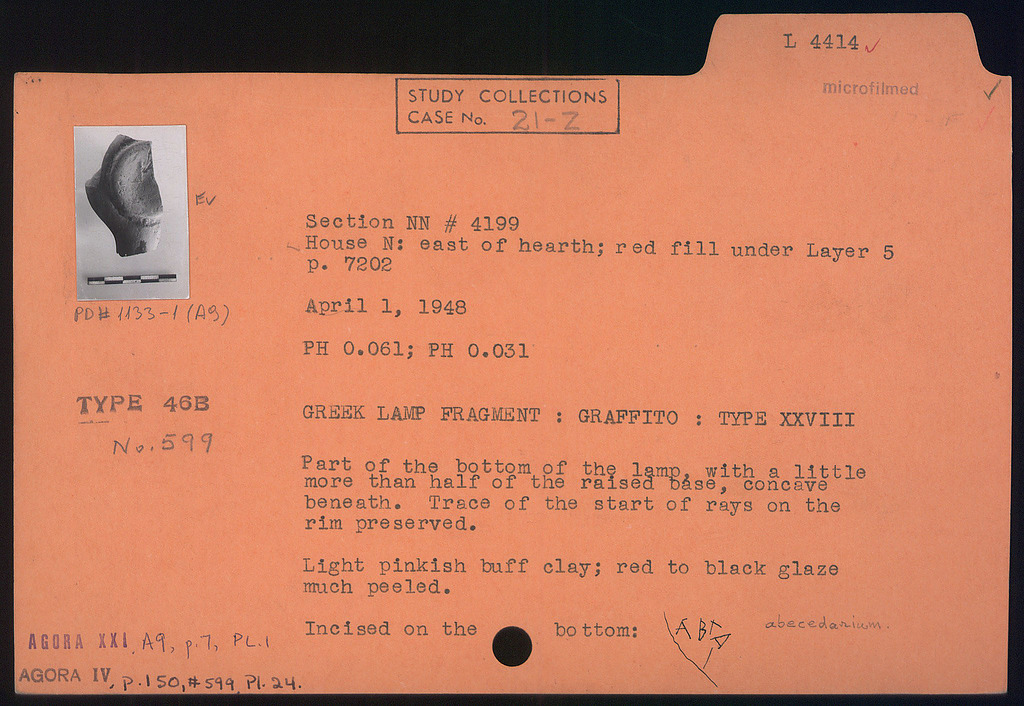 L 4414 ✓
microfilmed ✓
STUDY COLLECTIONS
CASE No. 21-Z
EV
Section NN # 4199
House N: east of hearth; red fill under Layer 5
p. 7202
PD# 1133-1 (A9)
April 1, 1948
PH 0.061; PH 0.031
TYPE 46B
No. 599
GREEK LAMP FRAGMENT : GRAFFITO : TYPE XXVIII
Part of the bottom of the lamp, with a little
more than half of the raised base, concave
beneath. Trace of the start of rays on the
rim preserved.
Light pinkish buff clay; red to black glaze
much peeled.
Incised on the bottom: ΑΒΓΔ abecedarium.
AGORA XXI, A9, p.7, PL.1
AGORA IV, p.150, #599, Pl. 24.